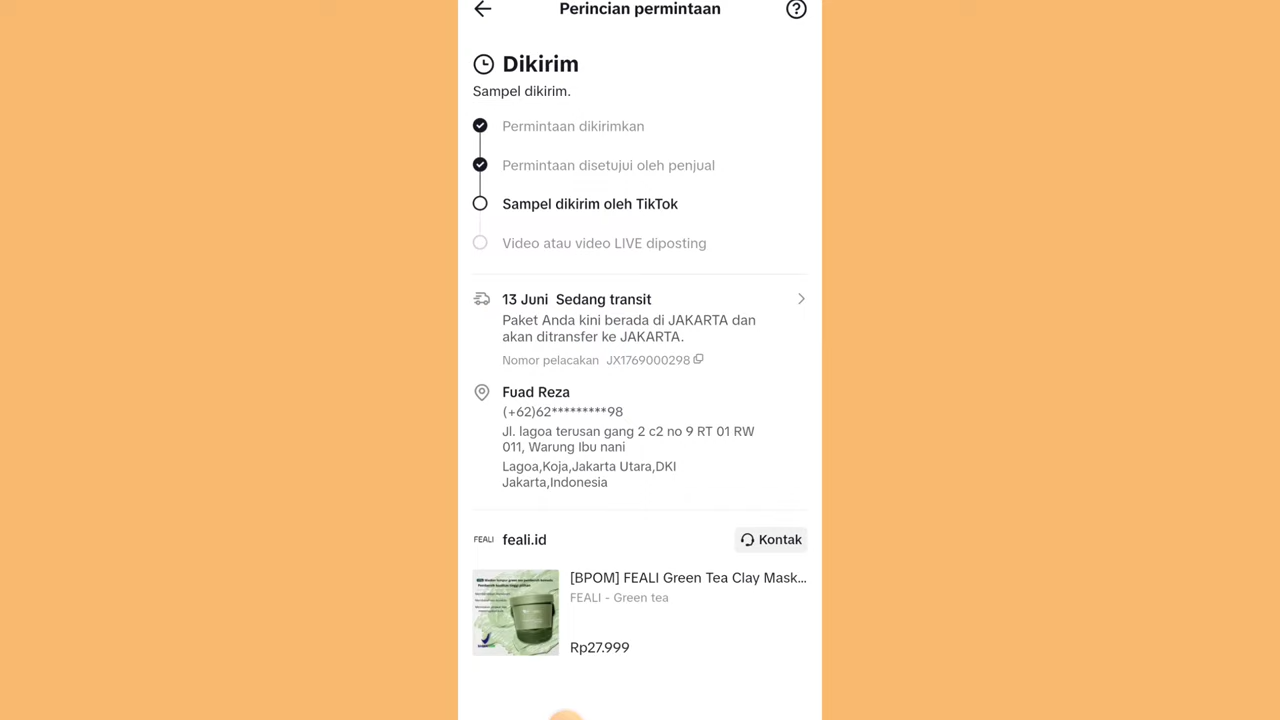 Perincian permintaan
Dikirim
Sampel dikirim.
Permintaan dikirimkan
Permintaan disetujui oleh penjual
Sampel dikirim oleh TikTok
Video atau video LIVE diposting
13 Juni Sedang transit
Paket Anda kini berada di JAKARTA dan
akan ditransfer ke JAKARTA.
Nomor pelacakan JX1769000298
Fuad Reza
(+62)62*********98
Jl. lagoa terusan gang 2 c2 no 9 RT 01 RW
011, Warung Ibu nani
Lagoa,Koja,Jakarta Utara,DKI
Jakarta,Indonesia
FEALI feali.id
Kontak
[BPOM] FEALI Green Tea Clay Mask...
FEALI - Green tea
Rp27.999